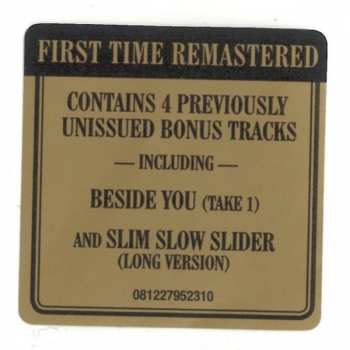 FIRST TIME REMASTERED
CONTAINS 4 PREVIOUSLY
UNISSUED BONUS TRACKS
— INCLUDING —
BESIDE YOU (TAKE 1)
AND SLIM SLOW SLIDER
(LONG VERSION)
081227952310